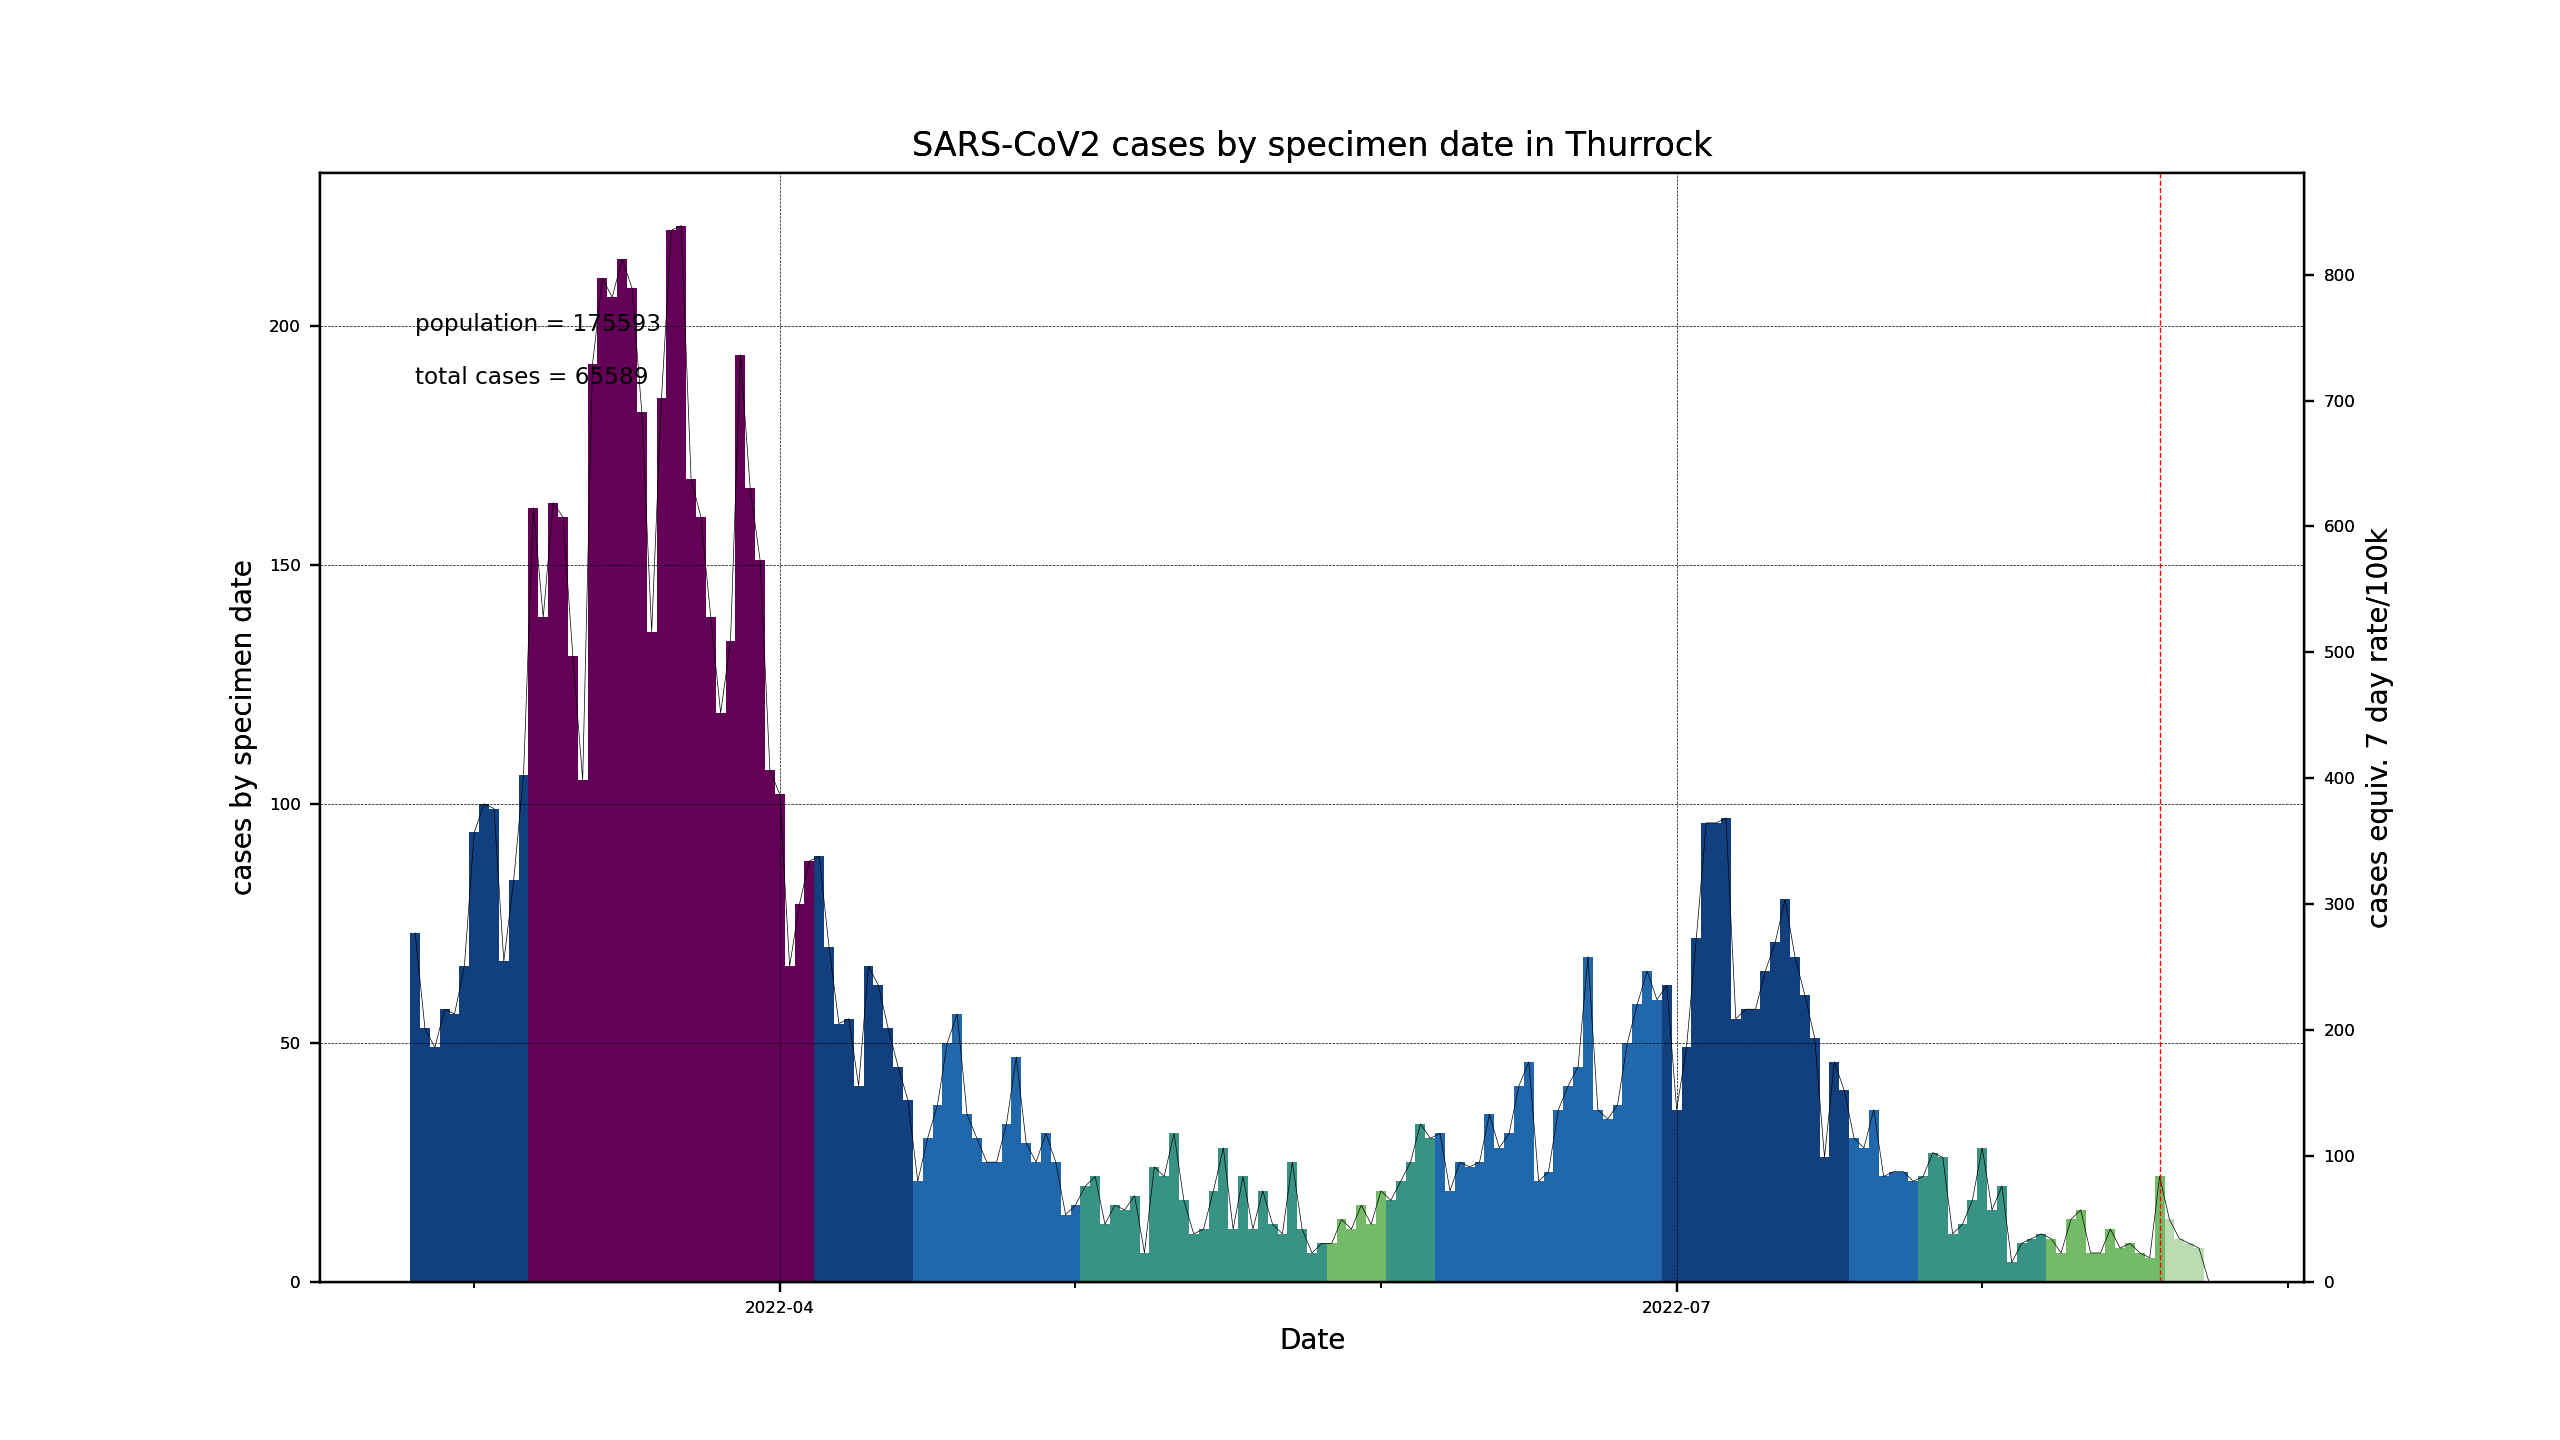 SARS-CoV2 cases by specimen date in Thurrock
population = 175593
total cases = 65589
cases by specimen date
200
150
100
50
0
800
700
600
500
400
300
200
100
0
cases equiv. 7 day rate/100k
2022-04
2022-07
Date